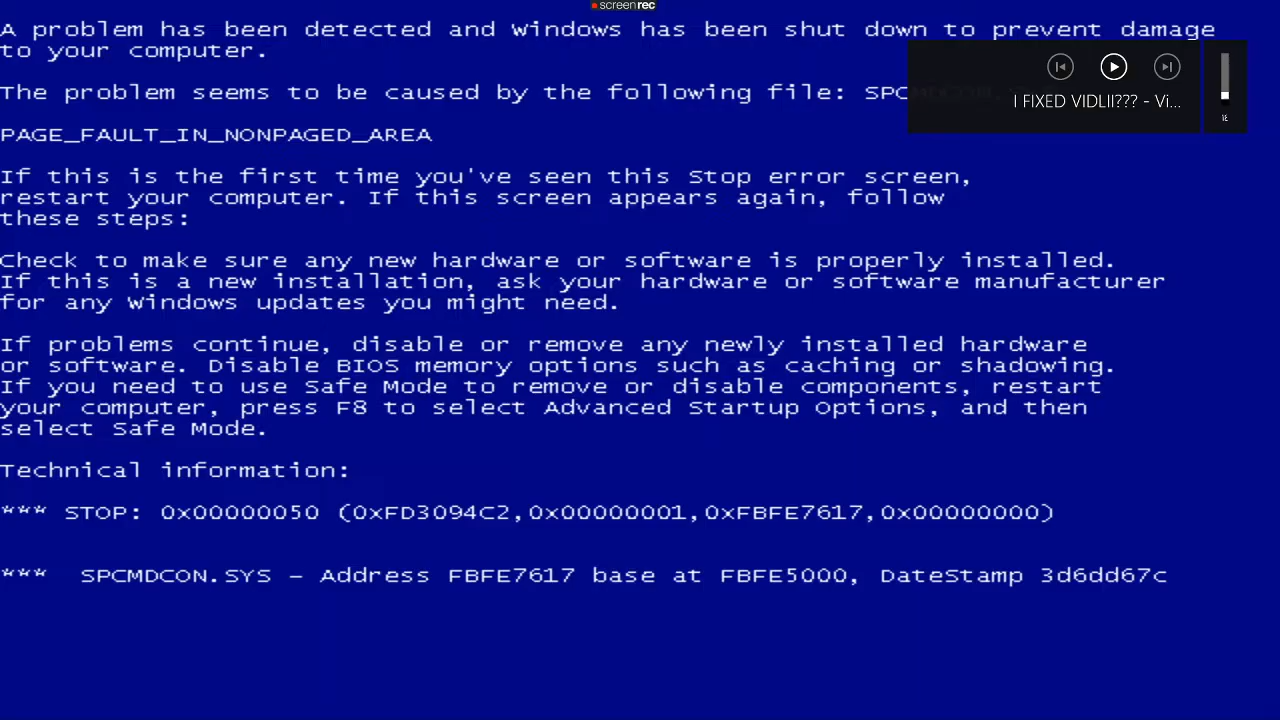 screenrec
A problem has been detected and Windows has been shut down to prevent damage
to your computer.
The problem seems to be caused by the following file:
I FIXED VIDLII??? - Vi...
PAGE_FAULT_IN_NONPAGED_AREA
If this is the first time you've seen this Stop error screen,
restart your computer. If this screen appears again, follow
these steps:
Check to make sure any new hardware or software is properly installed.
If this is a new installation, ask your hardware or software manufacturer
for any Windows updates you might need.
If problems continue, disable or remove any newly installed hardware
or software. Disable BIOS memory options such as caching or shadowing.
If you need to use Safe Mode to remove or disable components, restart
your computer, press F8 to select Advanced Startup Options, and then
select Safe Mode.
Technical information:
*** STOP: 0x00000050 (0xFD3094C2,0x00000001,0xFBFE7617,0x00000000)
*** SPCMDCON.SYS - Address FBFE7617 base at FBFE5000, DateStamp 3d6dd67c